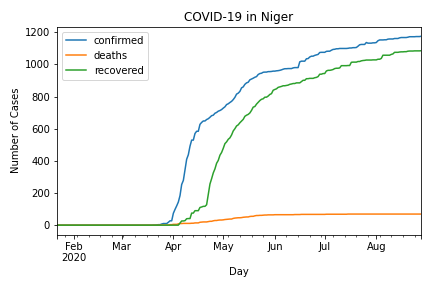 COVID-19 in Niger
confirmed
deaths
recovered
Number of Cases
1200
1000
800
600
400
200
0
Feb Mar Apr May Jun Jul Aug
2020
Day